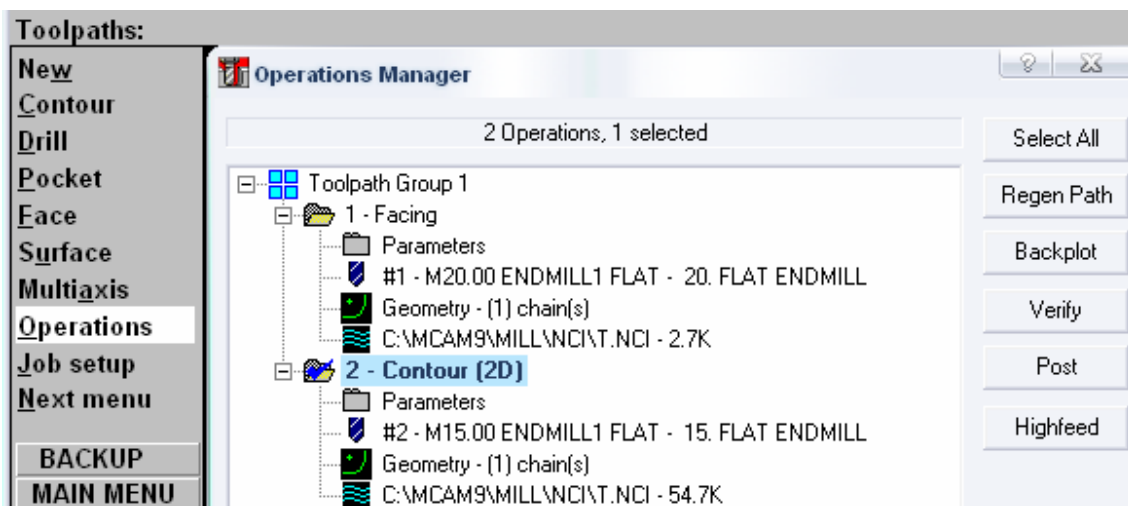 Toolpaths:
New
Contour
Drill
Pocket
Face
Surface
Multiaxis
Operations
Job setup
Next menu
BACKUP
MAIN MENU
Operations Manager
2 Operations, 1 selected
Toolpath Group 1
1 - Facing
Parameters
#1 - M20.00 ENDMILL1 FLAT - 20. FLAT ENDMILL
Geometry - (1) chain(s)
C:\MCAM9\MILL\NCI\T.NCI - 2.7K
2 - Contour (2D)
Parameters
#2 - M15.00 ENDMILL1 FLAT - 15. FLAT ENDMILL
Geometry - (1) chain(s)
C:\MCAM9\MILL\NCI\T.NCI - 54.7K
Select All
Regen Path
Backplot
Verify
Post
Highfeed